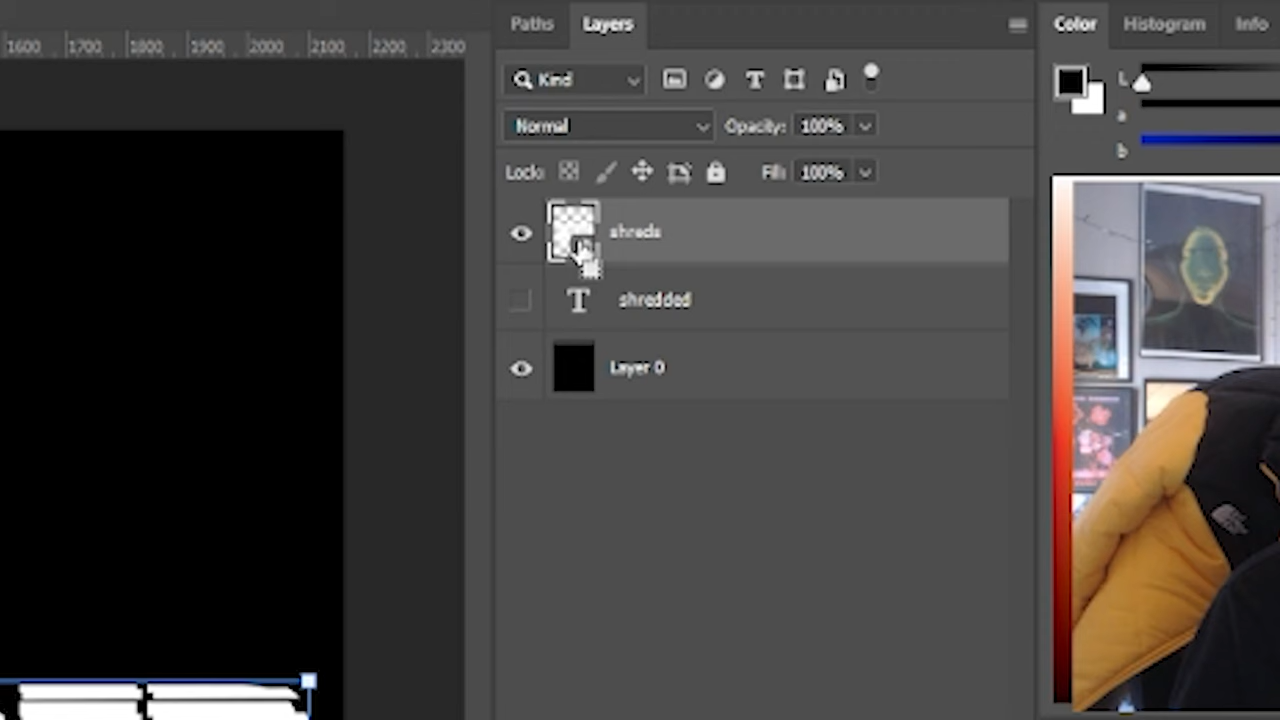 Paths Layers Color Histogram Info
1600 1700 1800 1900 2000 2100 2200 2300
Kind T
L
Normal Opacity: 100%
a
b
Lock: Fill: 100%
shreds
T shredded
Layer 0